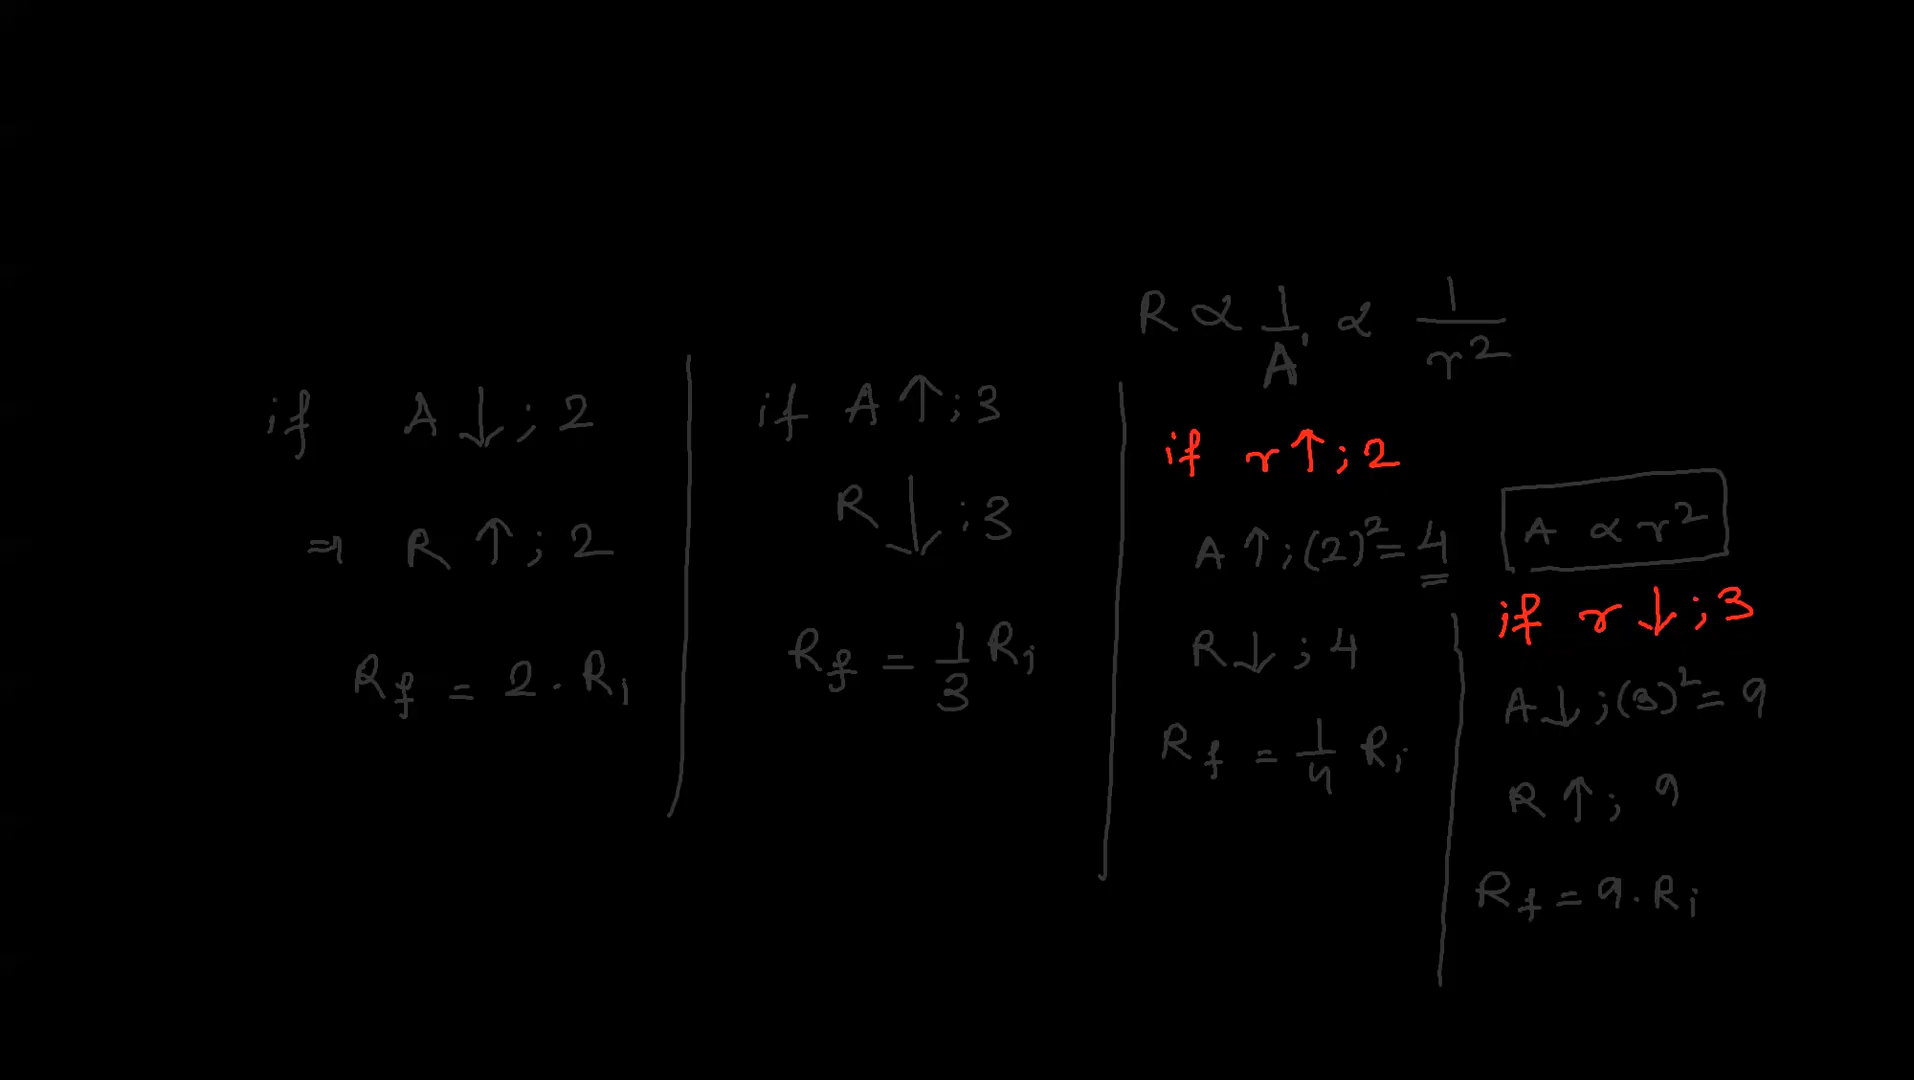 if A ↓ ; 2
⇒ R ↑ ; 2
R_f = 2 . R_i
if A ↑ ; 3
R ↓ ; 3
R_f = 1/3 R_i
R ∝ 1/A ∝ 1/r²
if r ↑ ; 2
A ↑ ; (2)² = 4
R ↓ ; 4
R_f = 1/4 R_i
A ∝ r²
if r ↓ ; 3
A ↓ ; (3)² = 9
R ↑ ; 9
R_f = 9 . R_i